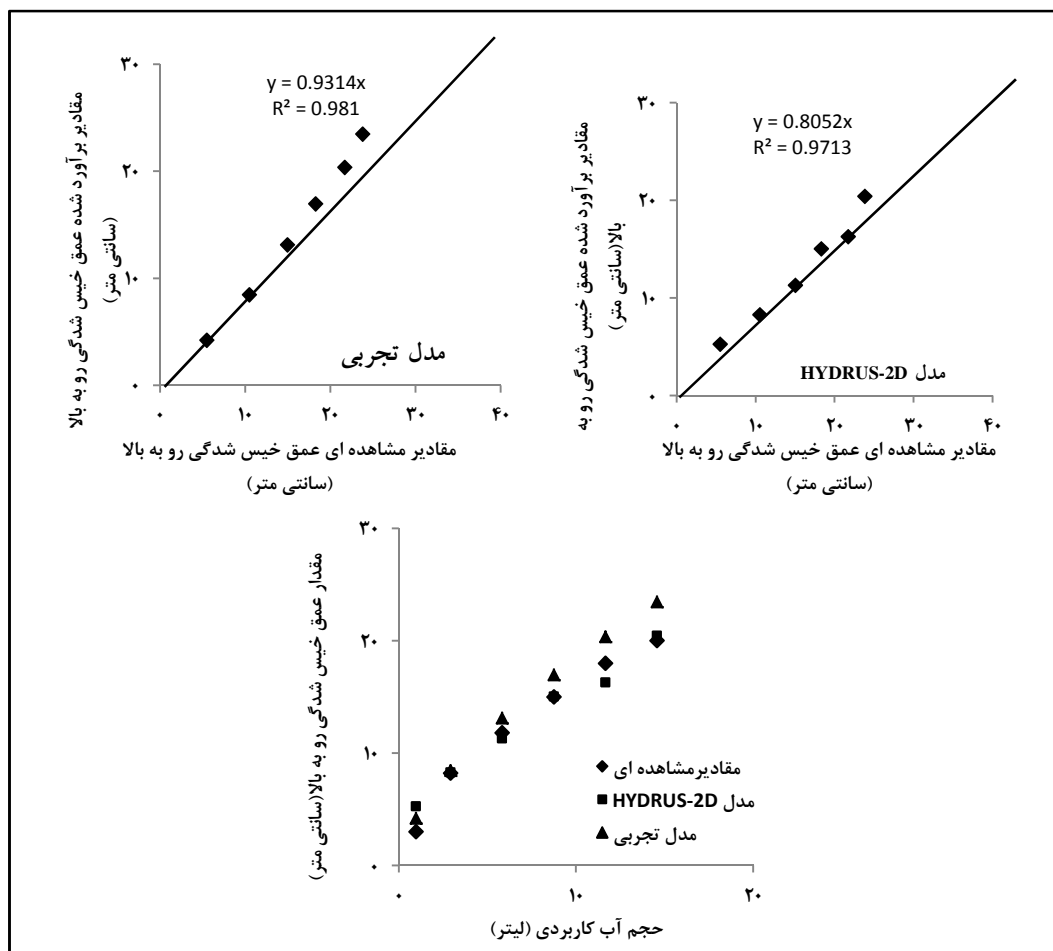 y = 0.9314x
R² = 0.981
۳۰
۲۰
۱۰
۰
۰
۱۰
۲۰
۳۰
۴۰
مقادیر برآورد شده عمق خیس شدگی رو به بالا
(سانتی متر)
مدل تجربی
مقادیر مشاهده ای عمق خیس شدگی رو به بالا
(سانتی متر)
y = 0.8052x
R² = 0.9713
۳۰
۲۰
۱۰
۰
۰
۱۰
۲۰
۳۰
۴۰
مقادیر برآورد شده عمق خیس شدگی رو به
بالا(سانتی متر)
مدل HYDRUS-2D
مقادیر مشاهده ای عمق خیس شدگی رو به بالا
(سانتی متر)
۳۰
۲۰
۱۰
۰
۰
۱۰
۲۰
مقدار عمق خیس شدگی رو به بالا(سانتی متر)
مقادیرمشاهده ای
مدل HYDRUS-2D
مدل تجربی
حجم آب کاربردی (لیتر)